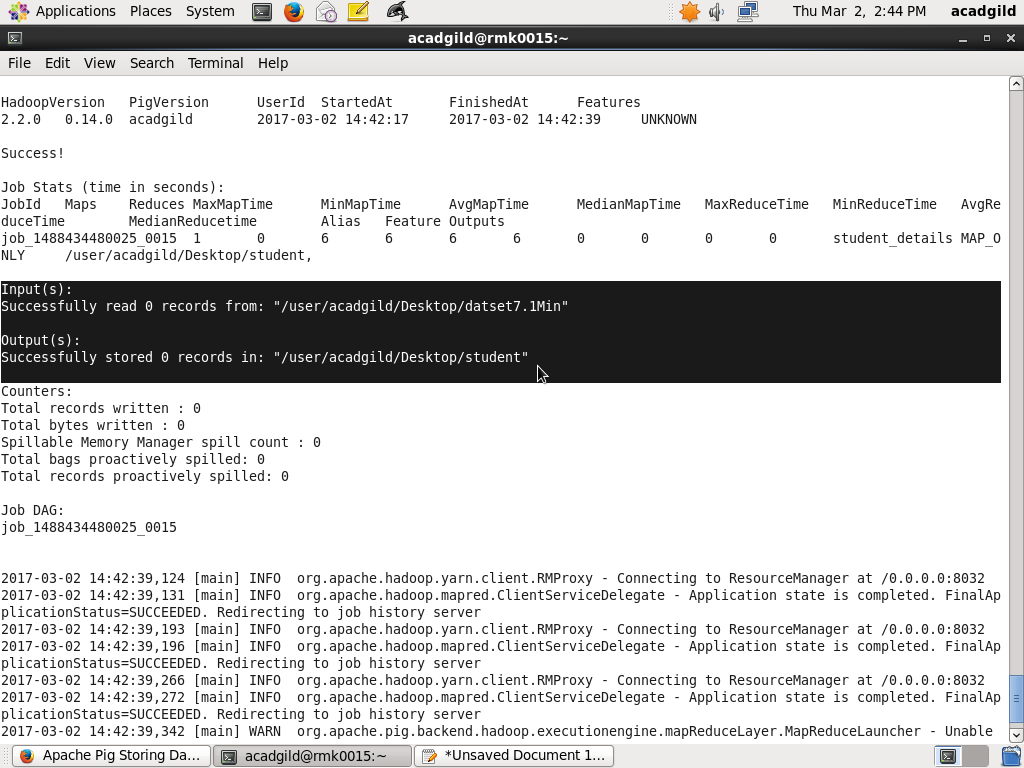 Applications Places System Thu Mar 2, 2:44 PM acadgild
acadgild@rmk0015:~
File Edit View Search Terminal Help
HadoopVersion PigVersion UserId StartedAt FinishedAt Features
2.2.0 0.14.0 acadgild 2017-03-02 14:42:17 2017-03-02 14:42:39 UNKNOWN
Success!
Job Stats (time in seconds):
JobId Maps Reduces MaxMapTime MinMapTime AvgMapTime MedianMapTime MaxReduceTime MinReduceTime AvgRe
duceTime MedianReducetime Alias Feature Outputs
job_1488434480025_0015 1 0 6 6 6 6 0 0 0 0 student_details MAP_O
NLY /user/acadgild/Desktop/student,
Input(s):
Successfully read 0 records from: "/user/acadgild/Desktop/datset7.1Min"
Output(s):
Successfully stored 0 records in: "/user/acadgild/Desktop/student"
Counters:
Total records written : 0
Total bytes written : 0
Spillable Memory Manager spill count : 0
Total bags proactively spilled: 0
Total records proactively spilled: 0
Job DAG:
job_1488434480025_0015
2017-03-02 14:42:39,124 [main] INFO org.apache.hadoop.yarn.client.RMProxy - Connecting to ResourceManager at /0.0.0.0:8032
2017-03-02 14:42:39,131 [main] INFO org.apache.hadoop.mapred.ClientServiceDelegate - Application state is completed. FinalAp
plicationStatus=SUCCEEDED. Redirecting to job history server
2017-03-02 14:42:39,193 [main] INFO org.apache.hadoop.yarn.client.RMProxy - Connecting to ResourceManager at /0.0.0.0:8032
2017-03-02 14:42:39,196 [main] INFO org.apache.hadoop.mapred.ClientServiceDelegate - Application state is completed. FinalAp
plicationStatus=SUCCEEDED. Redirecting to job history server
2017-03-02 14:42:39,266 [main] INFO org.apache.hadoop.yarn.client.RMProxy - Connecting to ResourceManager at /0.0.0.0:8032
2017-03-02 14:42:39,272 [main] INFO org.apache.hadoop.mapred.ClientServiceDelegate - Application state is completed. FinalAp
plicationStatus=SUCCEEDED. Redirecting to job history server
2017-03-02 14:42:39,342 [main] WARN org.apache.pig.backend.hadoop.executionengine.mapReduceLayer.MapReduceLauncher - Unable
Apache Pig Storing Da... acadgild@rmk0015:~ *Unsaved Document 1...